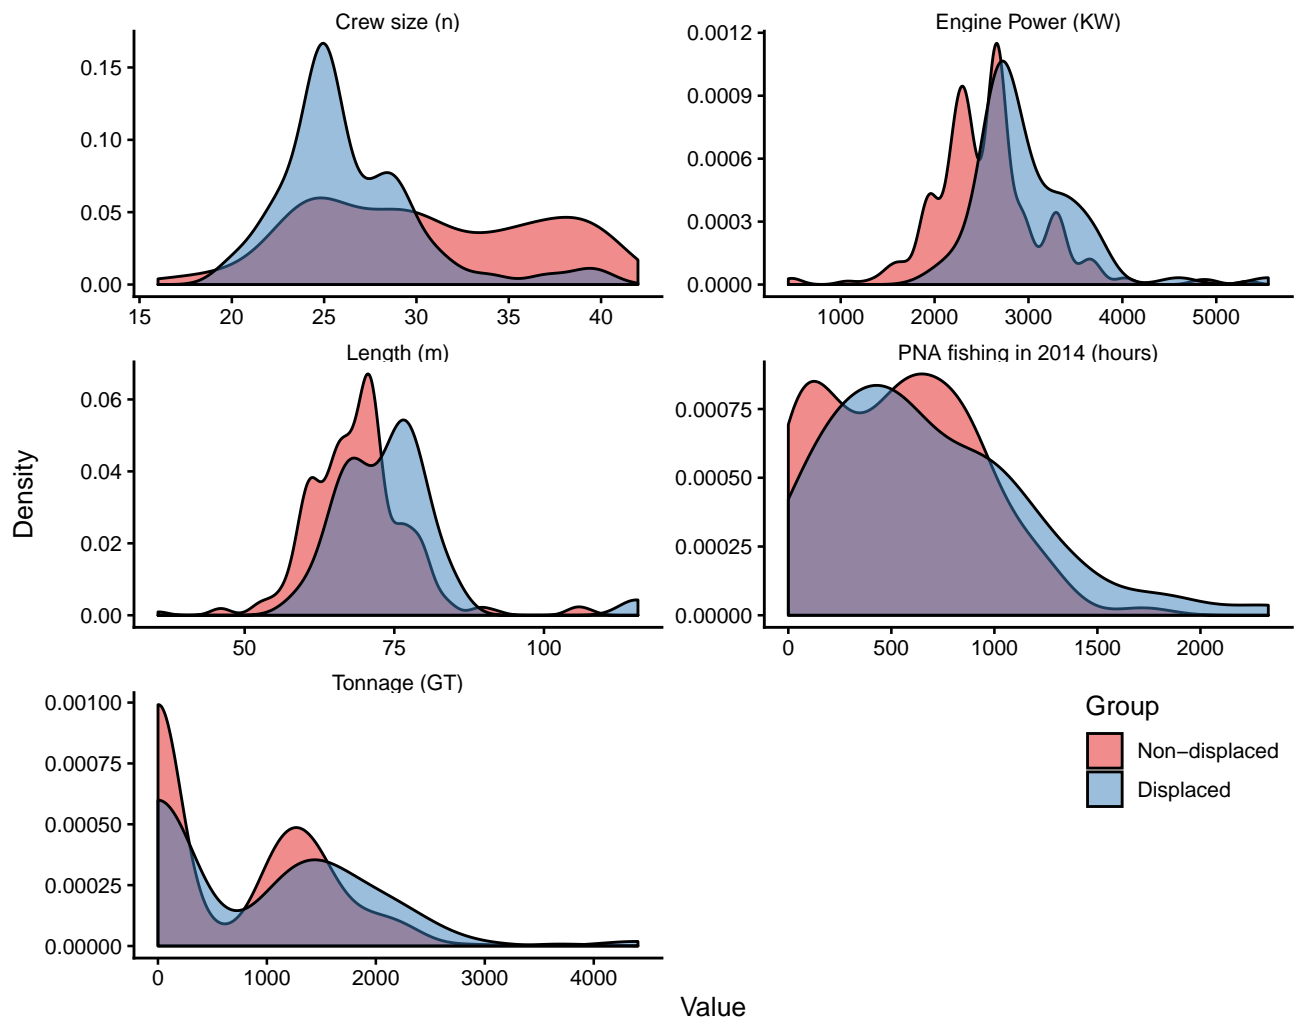 Crew size (n)
0.15
0.10
0.05
0.00
15 20 25 30 35 40
Engine Power (KW)
0.0012
0.0009
0.0006
0.0003
0.0000
1000 2000 3000 4000 5000
Length (m)
0.06
0.04
0.02
0.00
50 75 100
PNA fishing in 2014 (hours)
0.00075
0.00050
0.00025
0.00000
0 500 1000 1500 2000
Tonnage (GT)
0.00100
0.00075
0.00050
0.00025
0.00000
0 1000 2000 3000 4000
Density
Value
Group
Non−displaced
Displaced